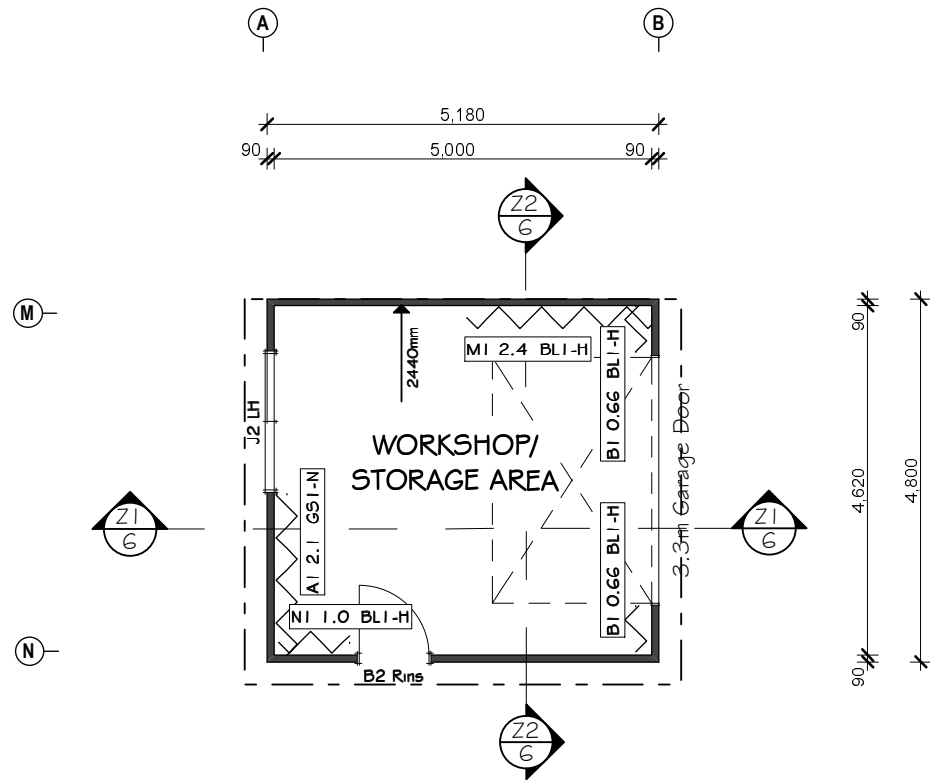 A
B
5,180
90
5,000
90
Z2
6
M
90
M1 2.4 BL1-H
2440mm
B1 0.66 BL1-H
J2 LH
3.3m Garage Door
WORKSHOP/
STORAGE AREA
4,620
4,800
Z1
6
A1 2.1 GS1-N
B1 0.66 BL1-H
Z1
6
N1 1.0 BL1-H
N
B2 Rins
90
Z2
6